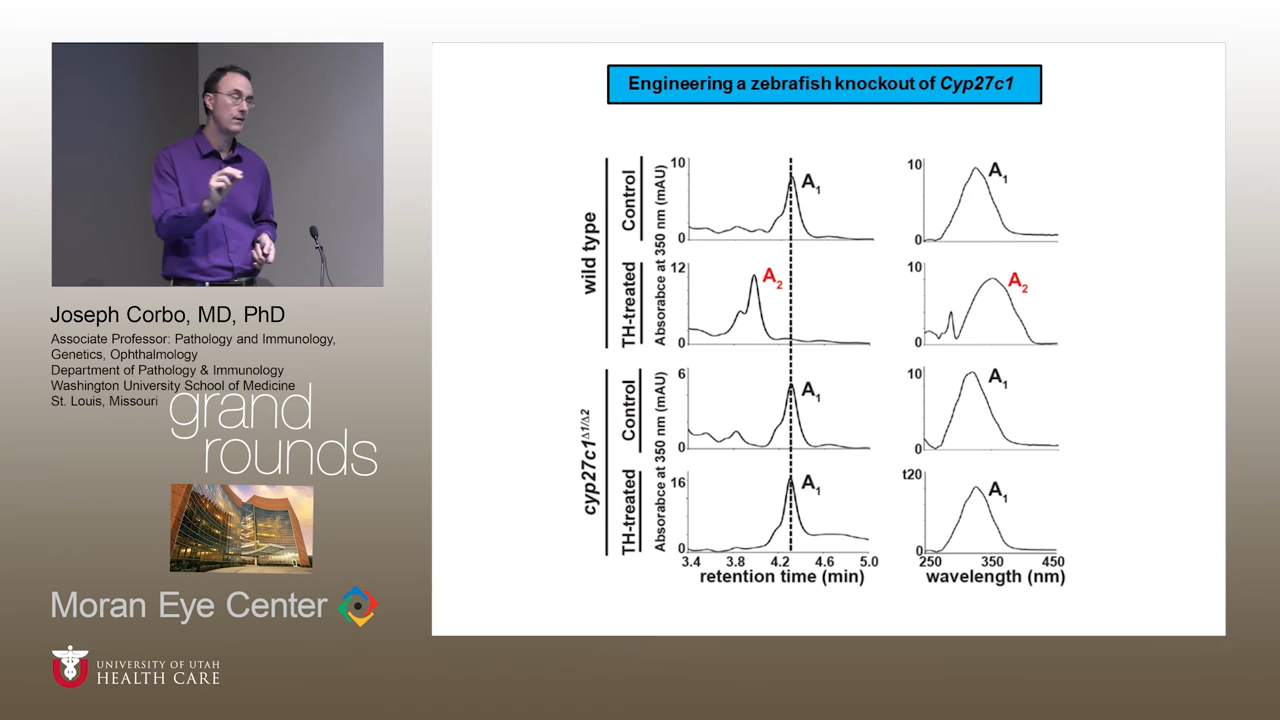 Engineering a zebrafish knockout of Cyp27c1
wild type
Control
Absorabce at 350 nm (mAU)
10
0
A1
10
0
A1
TH-treated
12
0
A2
10
0
A2
cyp27c1Δ1/Δ2
Control
Absorabce at 350 nm (mAU)
6
0
A1
10
0
A1
TH-treated
16
0
A1
t20
0
A1
3.4 3.8 4.2 4.6 5.0
retention time (min)
250 350 450
wavelength (nm)
Joseph Corbo, MD, PhD
Associate Professor: Pathology and Immunology,
Genetics, Ophthalmology
Department of Pathology & Immunology
Washington University School of Medicine
St. Louis, Missouri
grand
rounds
Moran Eye Center
U
UNIVERSITY OF UTAH
HEALTH CARE